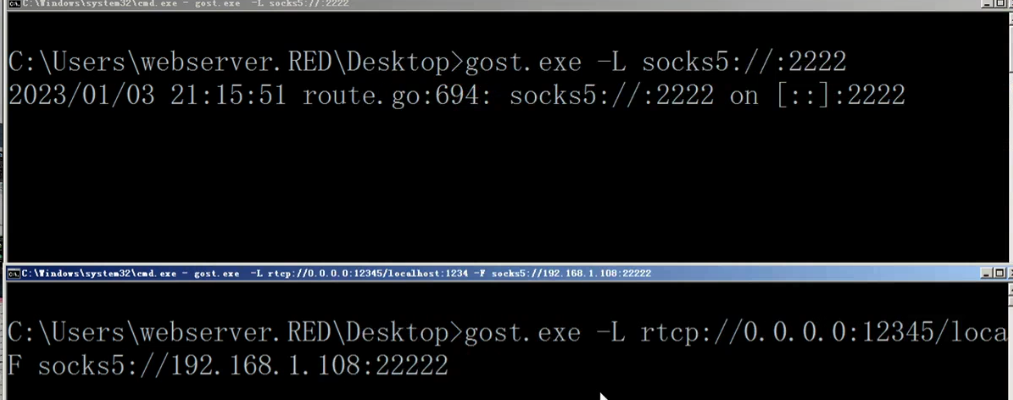 C:\Windows\system32\cmd.exe - gost.exe  -L socks5://:2222
C:\Users\webserver.RED\Desktop>gost.exe -L socks5://:2222
2023/01/03 21:15:51 route.go:694: socks5://:2222 on [::]:2222
C:\Windows\system32\cmd.exe - gost.exe  -L rtcp://0.0.0.0:12345/localhost:1234 -F socks5://192.168.1.108:22222
C:\Users\webserver.RED\Desktop>gost.exe -L rtcp://0.0.0.0:12345/loca
F socks5://192.168.1.108:22222